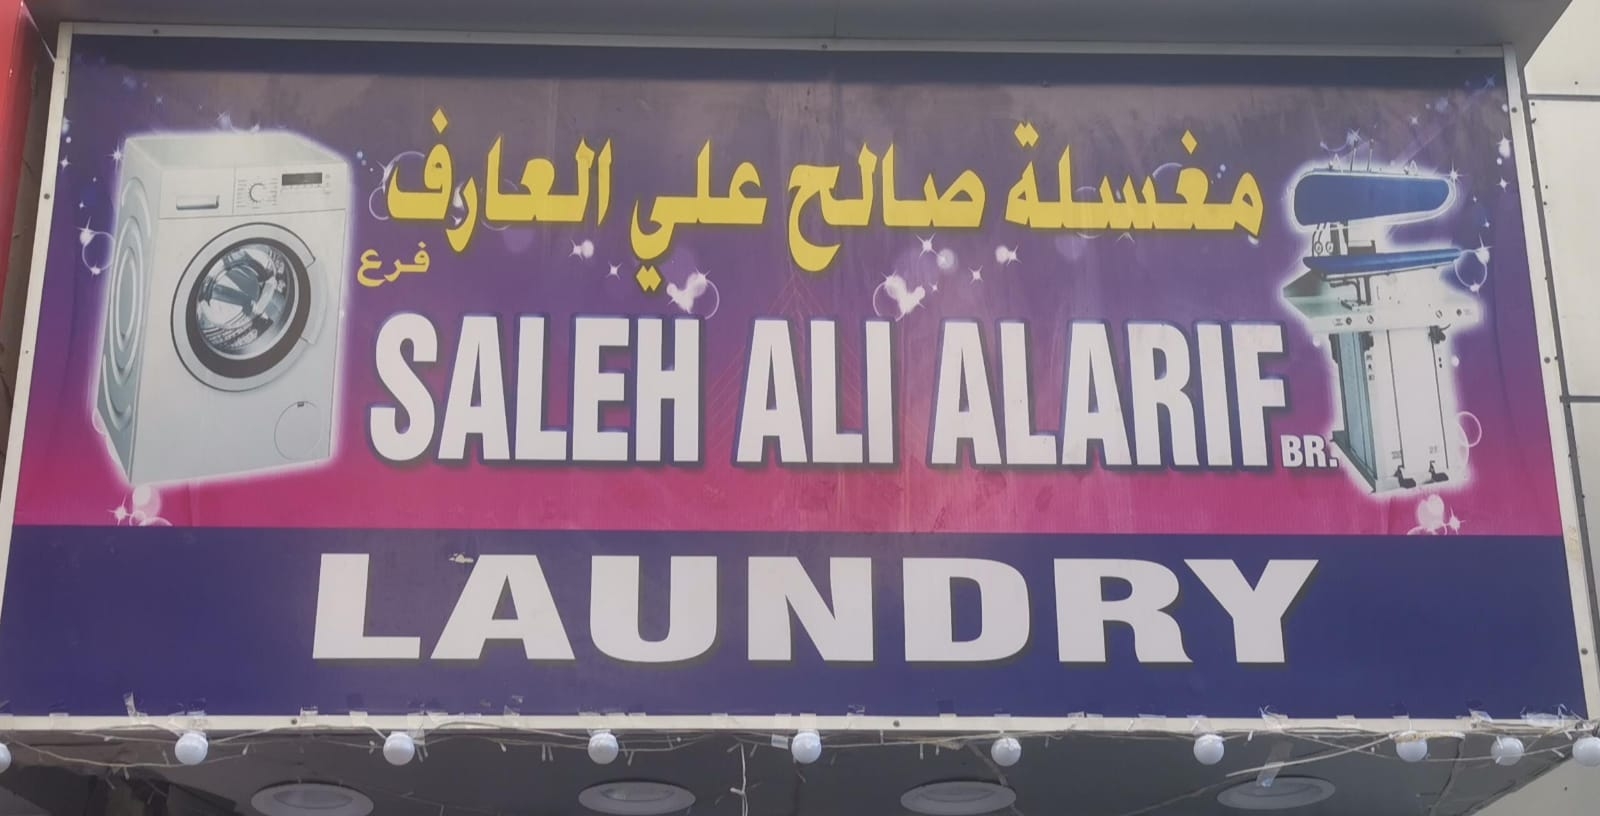 مغسلة صالح علي العارف
فرع
SALEH ALI ALARIF BR.
LAUNDRY